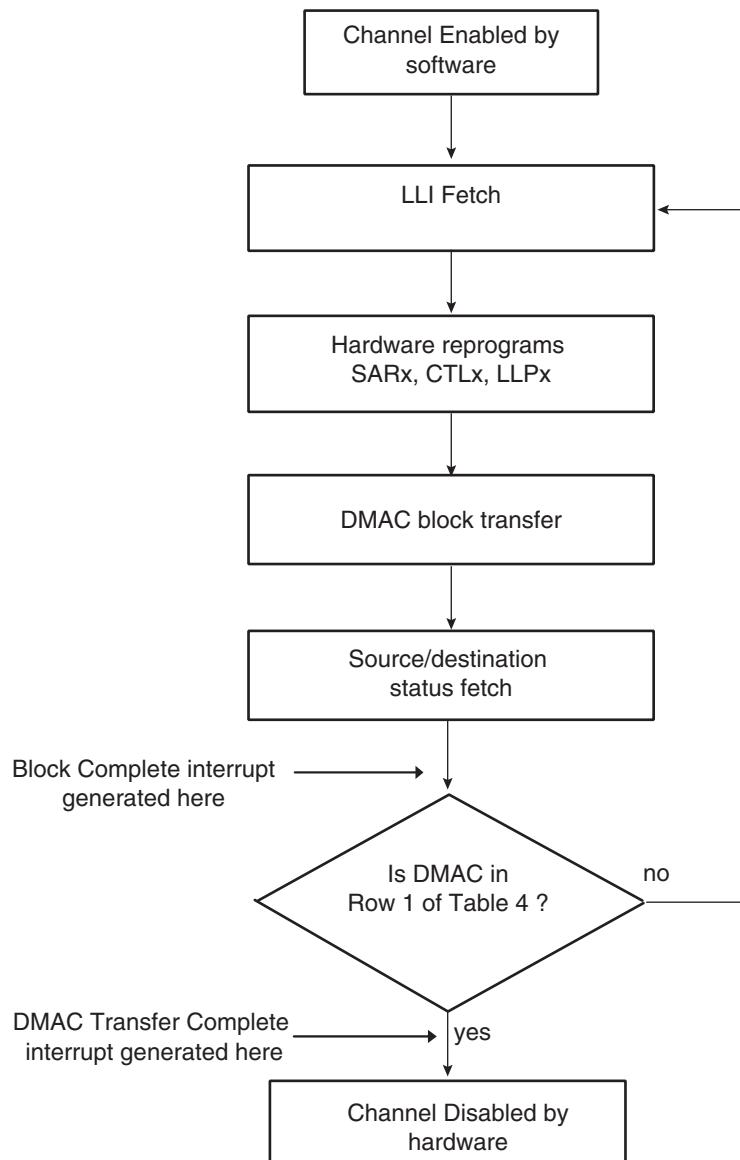 Channel Enabled by
software
LLI Fetch
Hardware reprograms
SARx, CTLx, LLPx
DMAC block transfer
Source/destination
status fetch
Block Complete interrupt
generated here
Is DMAC in
Row 1 of Table 4 ?
no
DMAC Transfer Complete
interrupt generated here
yes
Channel Disabled by
hardware